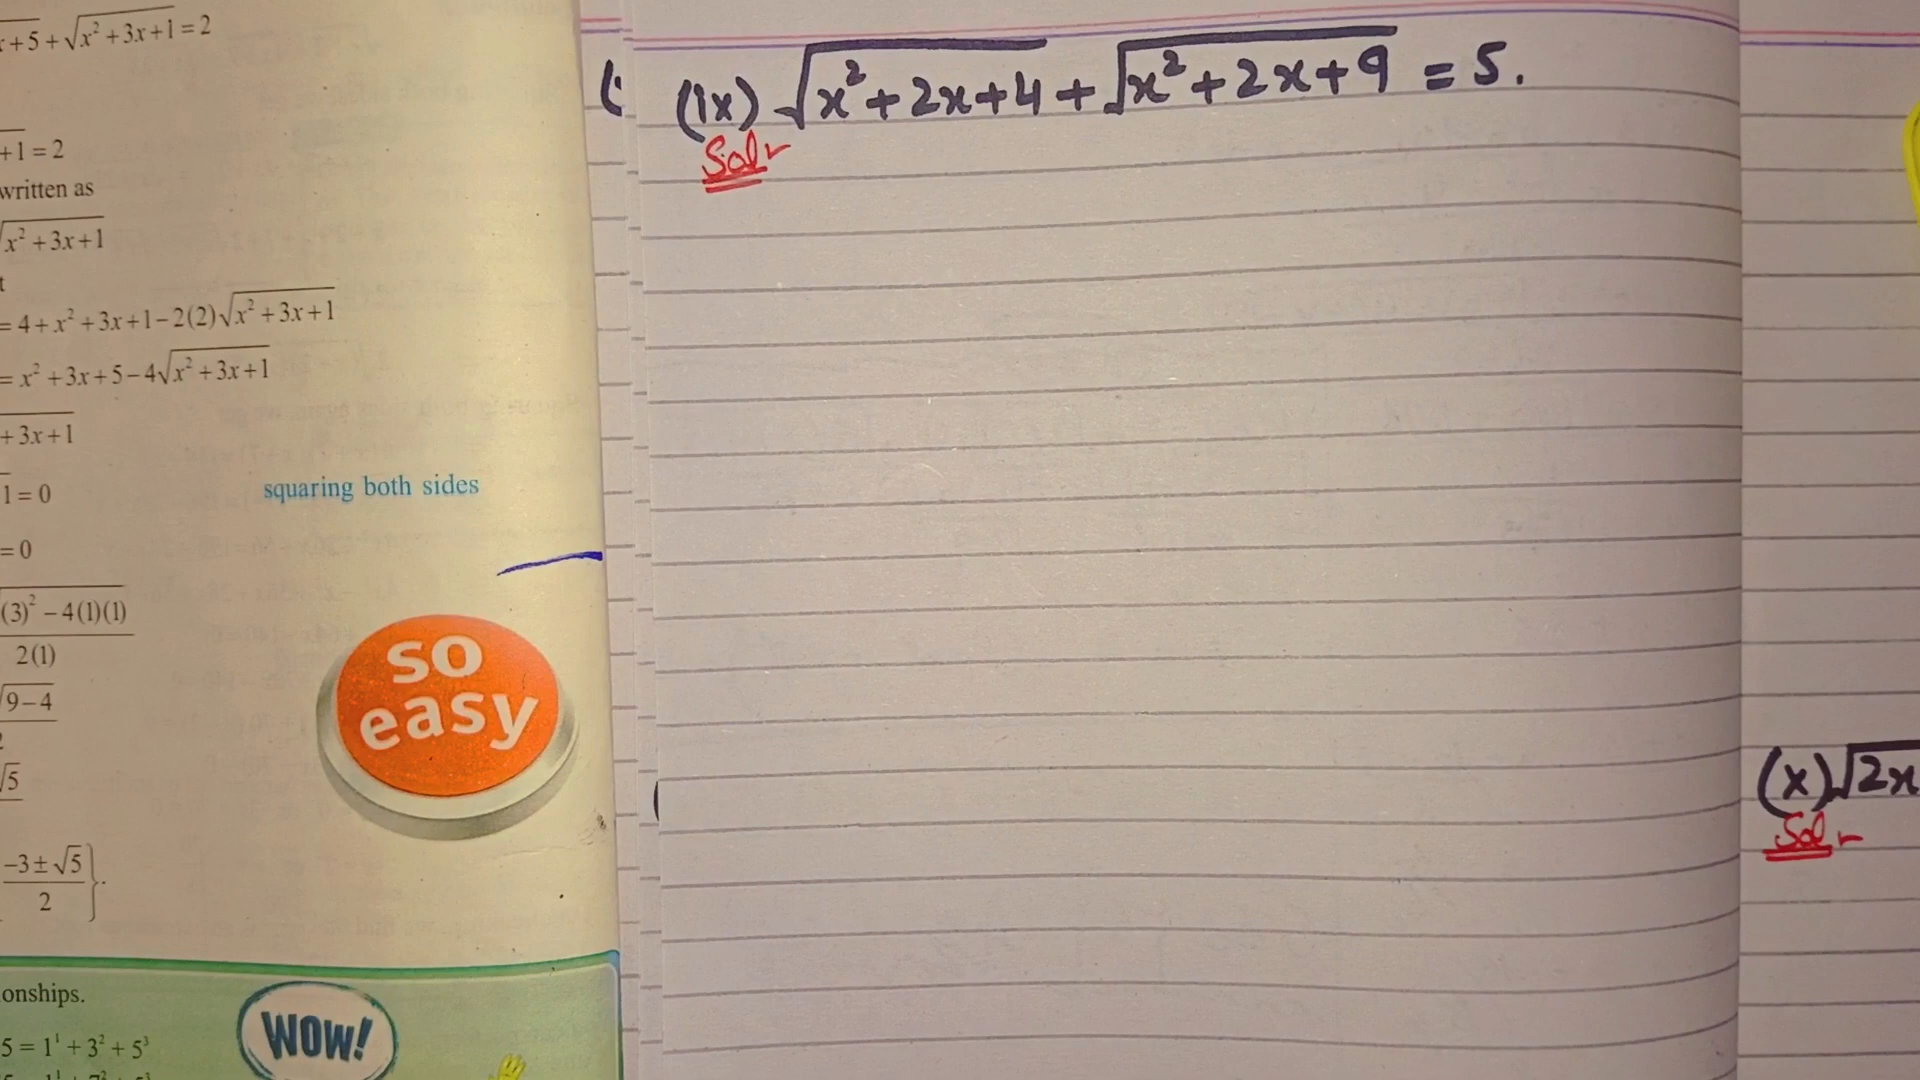 x+5 + √(x² + 3x + 1) = 2
+1 = 2
written as
√(x² + 3x + 1)
= 4 + x² + 3x + 1 − 2(2)√(x² + 3x + 1)
= x² + 3x + 5 − 4√(x² + 3x + 1)
+ 3x + 1
1 = 0
squaring both sides
= 0
(3)² − 4(1)(1)
2(1)
√(9 − 4)
√5
−3 ± √5
2
so
easy
onships.
5 = 1¹ + 3² + 5³
WOW!
(ix) √(x² + 2x + 4) + √(x² + 2x + 9) = 5.
Sol
(x) √2x
Sol